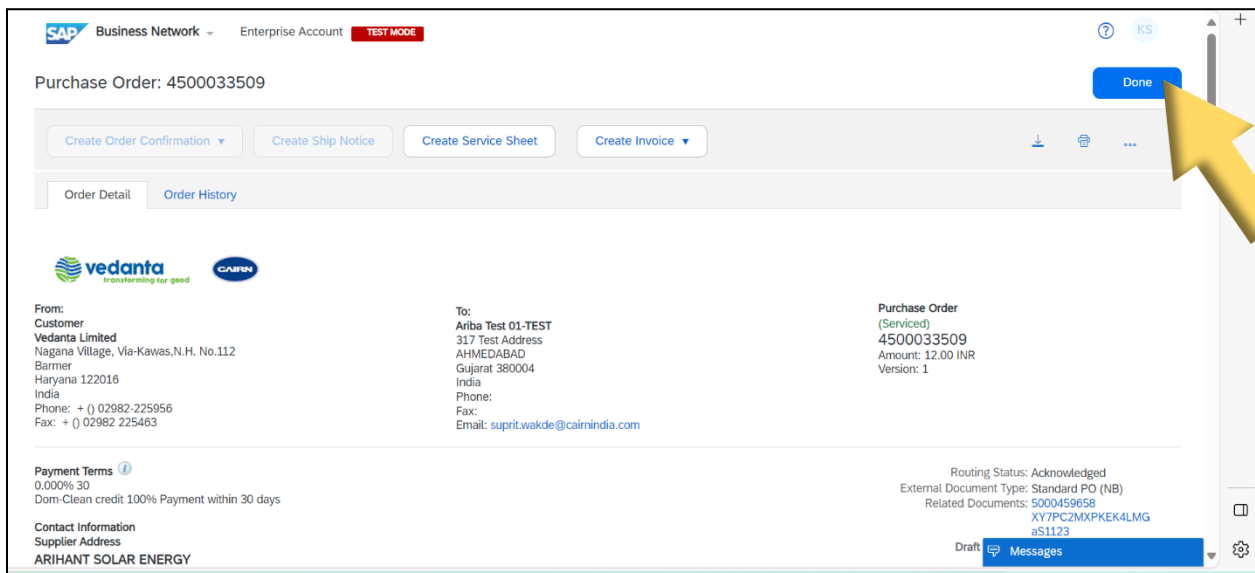 SAP Business Network Enterprise Account TEST MODE
KS
Purchase Order: 4500033509
Done
Create Order Confirmation
Create Ship Notice
Create Service Sheet
Create Invoice
Order Detail
Order History
vedanta
transforming for good
CAIRN
From:
Customer
Vedanta Limited
Nagana Village, Via-Kawas,N.H. No.112
Barmer
Haryana 122016
India
Phone: + () 02982-225956
Fax: + () 02982 225463
To:
Ariba Test 01-TEST
317 Test Address
AHMEDABAD
Gujarat 380004
India
Phone:
Fax:
Email: suprit.wakde@cairnindia.com
Purchase Order
(Serviced)
4500033509
Amount: 12.00 INR
Version: 1
Payment Terms i
0.000% 30
Dom-Clean credit 100% Payment within 30 days
Contact Information
Supplier Address
ARIHANT SOLAR ENERGY
Routing Status: Acknowledged
External Document Type: Standard PO (NB)
Related Documents: 5000459658
XY7PC2MXPKEK4LMG
aS1123
Draft
Messages